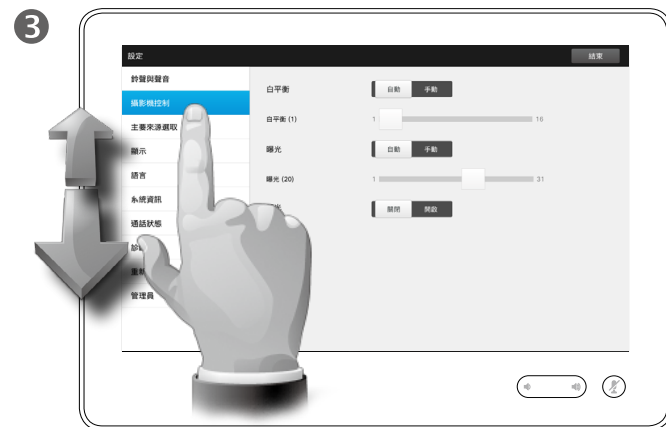 3
設定
結束
鈴聲與聲音
攝影機控制
主要來源選取
顯示
語言
系統資訊
通話狀態
管理員
白平衡
自動 手動
白平衡 (1)
1 16
曝光
自動 手動
曝光 (20)
1 31
關閉 開啟